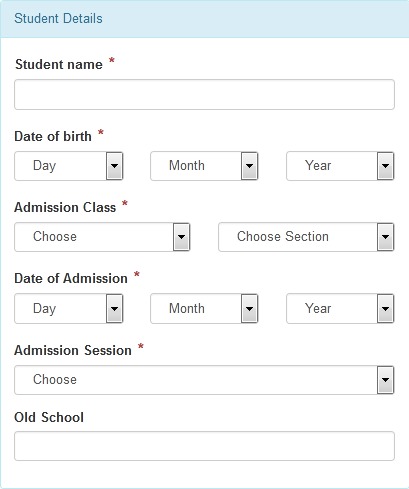 Student Details
Student name *
Date of birth *
Day Month Year
Admission Class *
Choose Choose Section
Date of Admission *
Day Month Year
Admission Session *
Choose
Old School